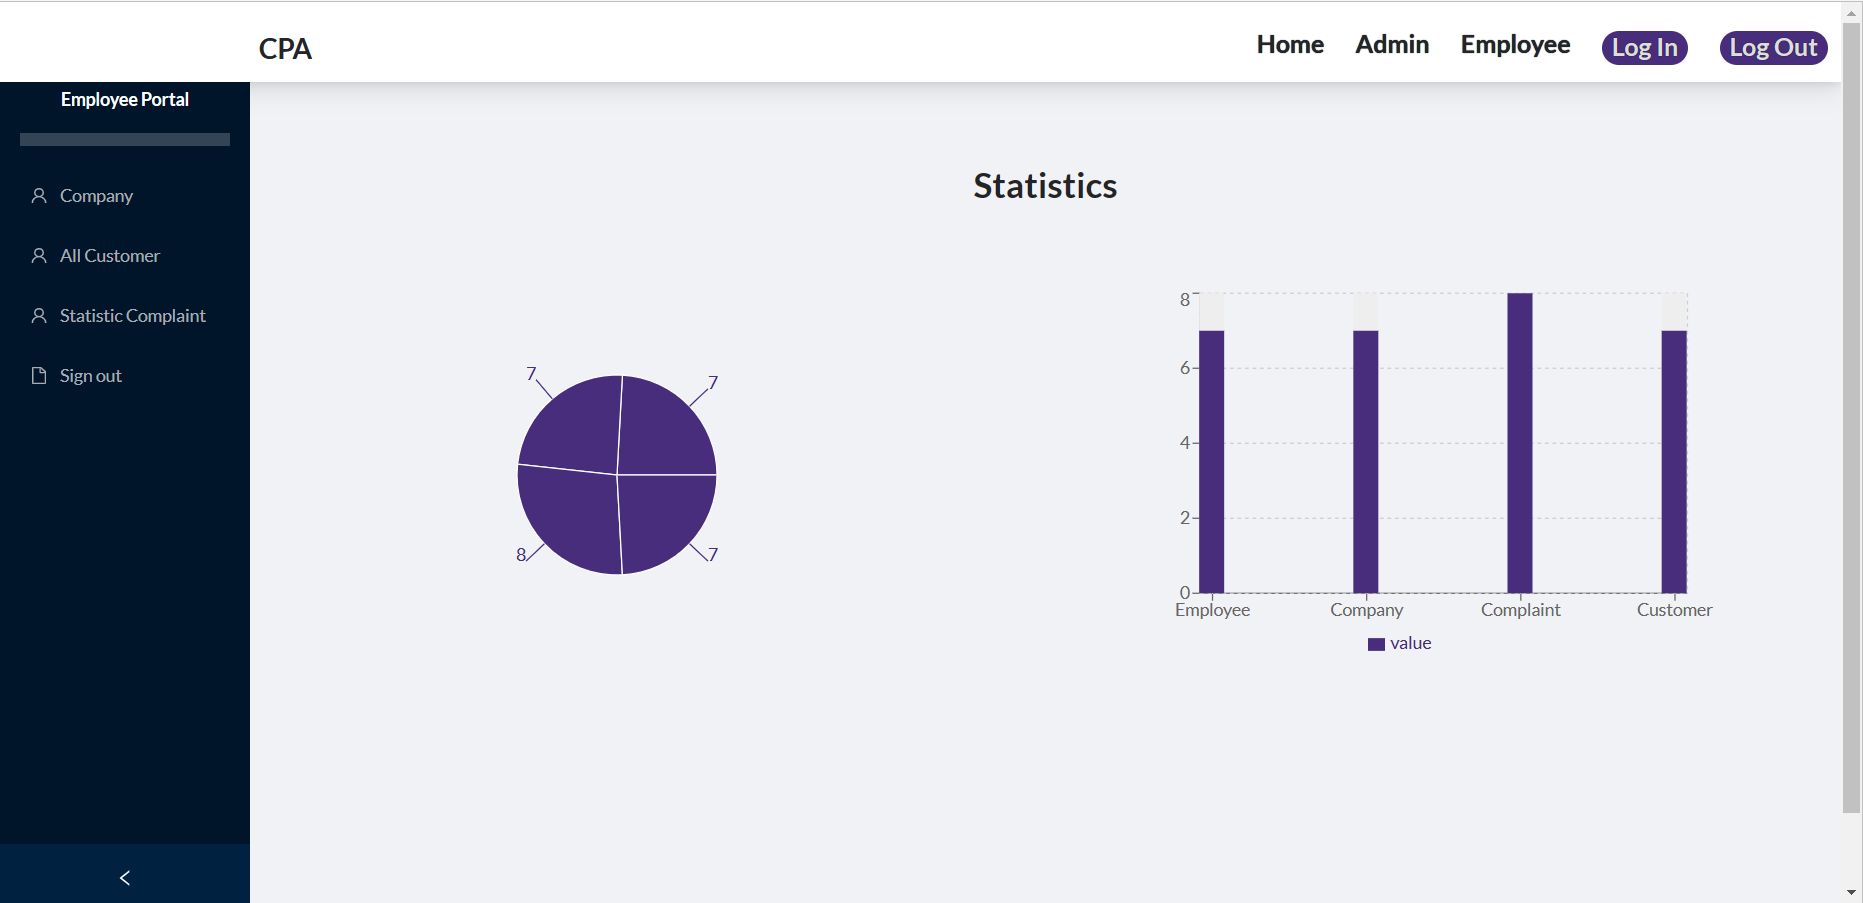 CPA
Home Admin Employee Log In Log Out
Employee Portal
Company
All Customer
Statistic Complaint
Sign out
Statistics
7
7
8
7
8
6
4
2
0
Employee Company Complaint Customer
value